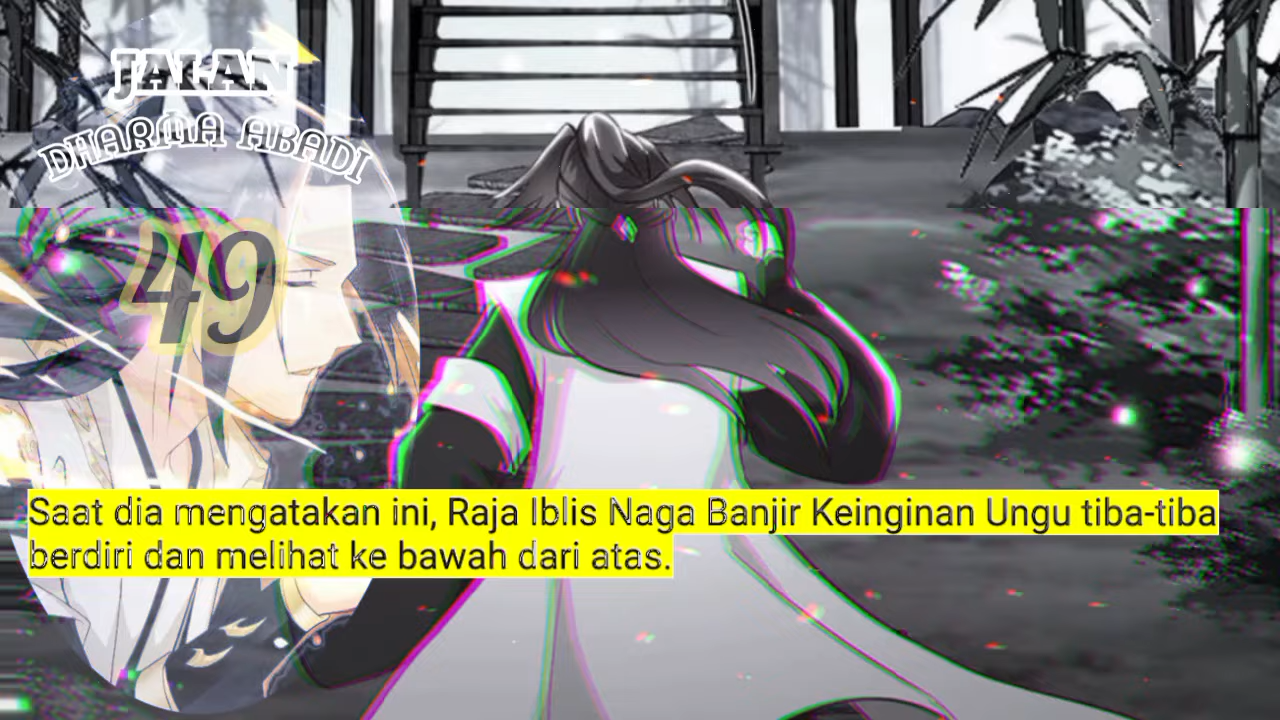 JALAN
DHARMA ABADI
49
Saat dia mengatakan ini, Raja Iblis Naga Banjir Keinginan Ungu tiba-tiba
berdiri dan melihat ke bawah dari atas.